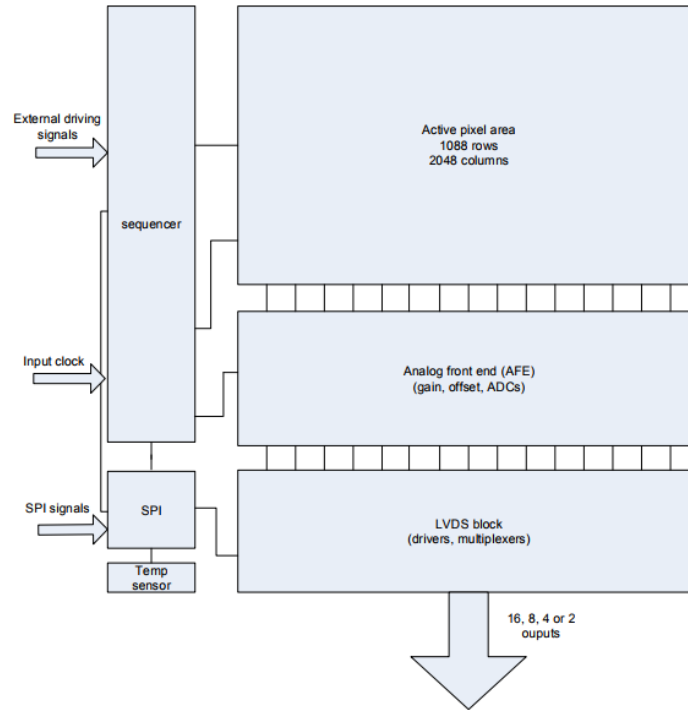 External driving
signals
sequencer
Active pixel area
1088 rows
2048 columns
Input clock
Analog front end (AFE)
(gain, offset, ADCs)
SPI signals
SPI
LVDS block
(drivers, multiplexers)
Temp
sensor
16, 8, 4 or 2
ouputs